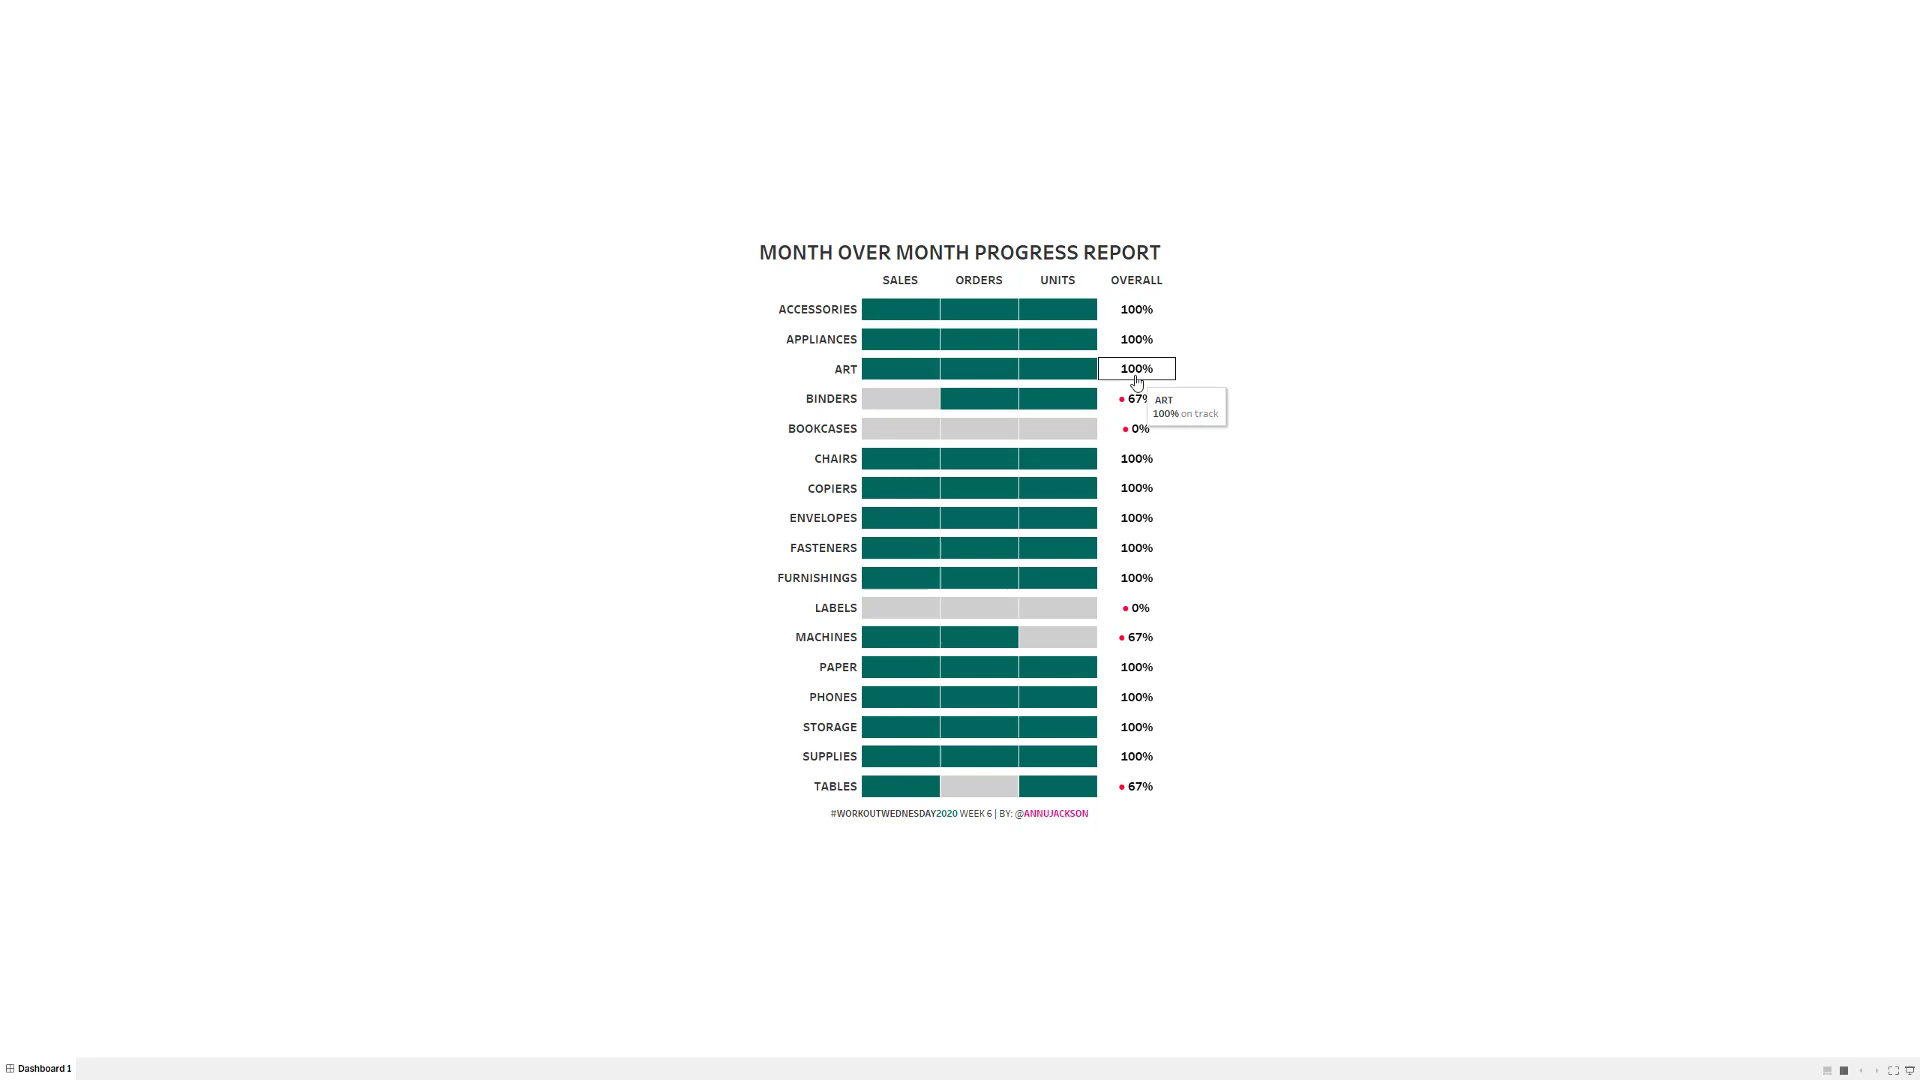 MONTH OVER MONTH PROGRESS REPORT
SALES ORDERS UNITS OVERALL
ACCESSORIES 100%
APPLIANCES 100%
ART 100%
BINDERS 67%
ART
100% on track
BOOKCASES 0%
CHAIRS 100%
COPIERS 100%
ENVELOPES 100%
FASTENERS 100%
FURNISHINGS 100%
LABELS 0%
MACHINES 67%
PAPER 100%
PHONES 100%
STORAGE 100%
SUPPLIES 100%
TABLES 67%
#WORKOUTWEDNESDAY2020 WEEK 6 | BY: @ANNUJACKSON
Dashboard 1